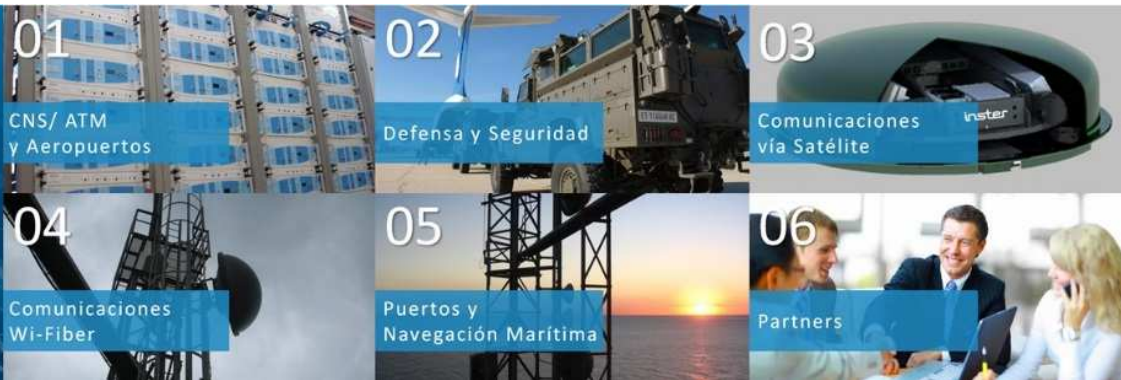 01
CNS/ ATM
y Aeropuertos
02
Defensa y Seguridad
03
inster
Comunicaciones
vía Satélite
04
Comunicaciones
Wi-Fiber
05
Puertos y
Navegación Marítima
06
Partners